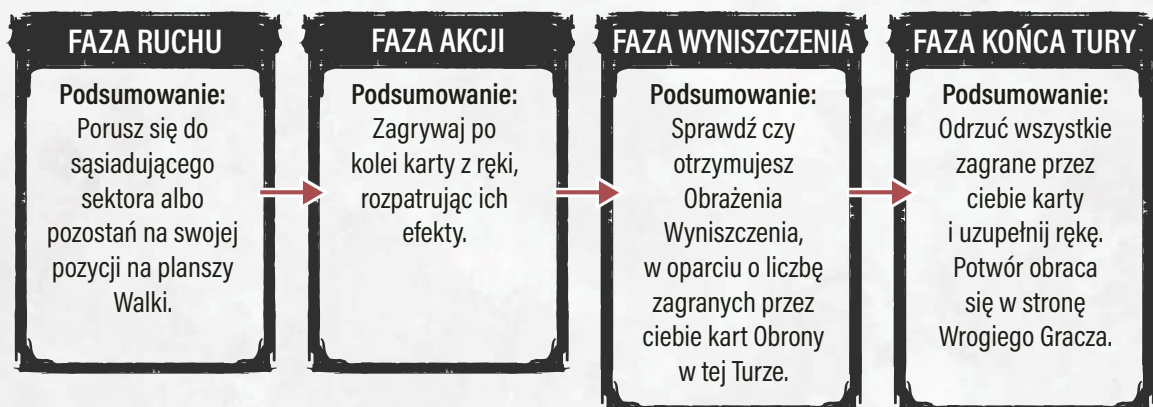 FAZA RUCHU
Podsumowanie:
Porusz się do
sąsiadującego
sektora albo
pozostań na swojej
pozycji na planszy
Walki.
FAZA AKCJI
Podsumowanie:
Zagrywaj po
kolei karty z ręki,
rozpatrując ich
efekty.
FAZA WYNISZCZENIA
Podsumowanie:
Sprawdź czy
otrzymujesz
Obrażenia
Wyniszczenia,
w oparciu o liczbę
zagranych przez
ciebie kart Obrony
w tej Turze.
FAZA KOŃCA TURY
Podsumowanie:
Odrzuć wszystkie
zagrane przez
ciebie karty
i uzupełnij rękę.
Potwór obraca
się w stronę
Wrogiego Gracza.